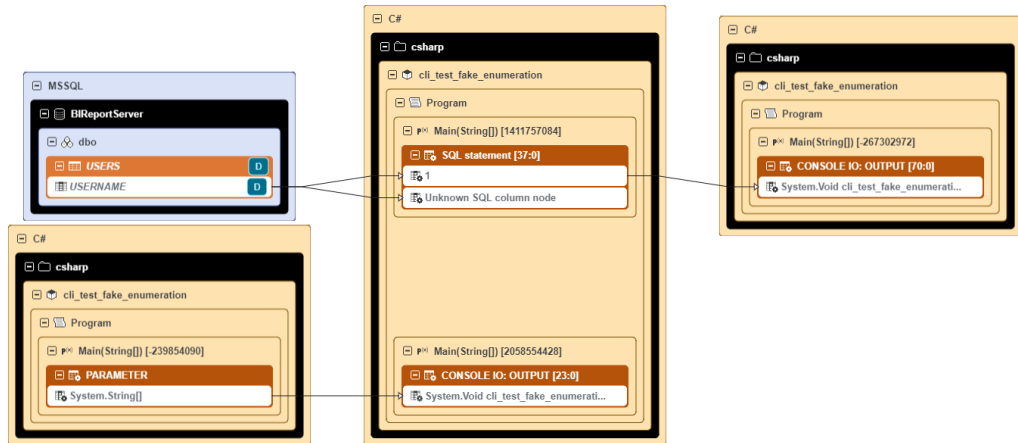 MSSQL
BIReportServer
dbo
USERS
D
USERNAME
D
C#
csharp
cli_test_fake_enumeration
Program
Main(String[]) [-239854090]
PARAMETER
System.String[]
C#
csharp
cli_test_fake_enumeration
Program
Main(String[]) [1411757084]
SQL statement [37:0]
1
Unknown SQL column node
Main(String[]) [2058554428]
CONSOLE IO: OUTPUT [23:0]
System.Void cli_test_fake_enumerati...
C#
csharp
cli_test_fake_enumeration
Program
Main(String[]) [-267302972]
CONSOLE IO: OUTPUT [70:0]
System.Void cli_test_fake_enumerati...